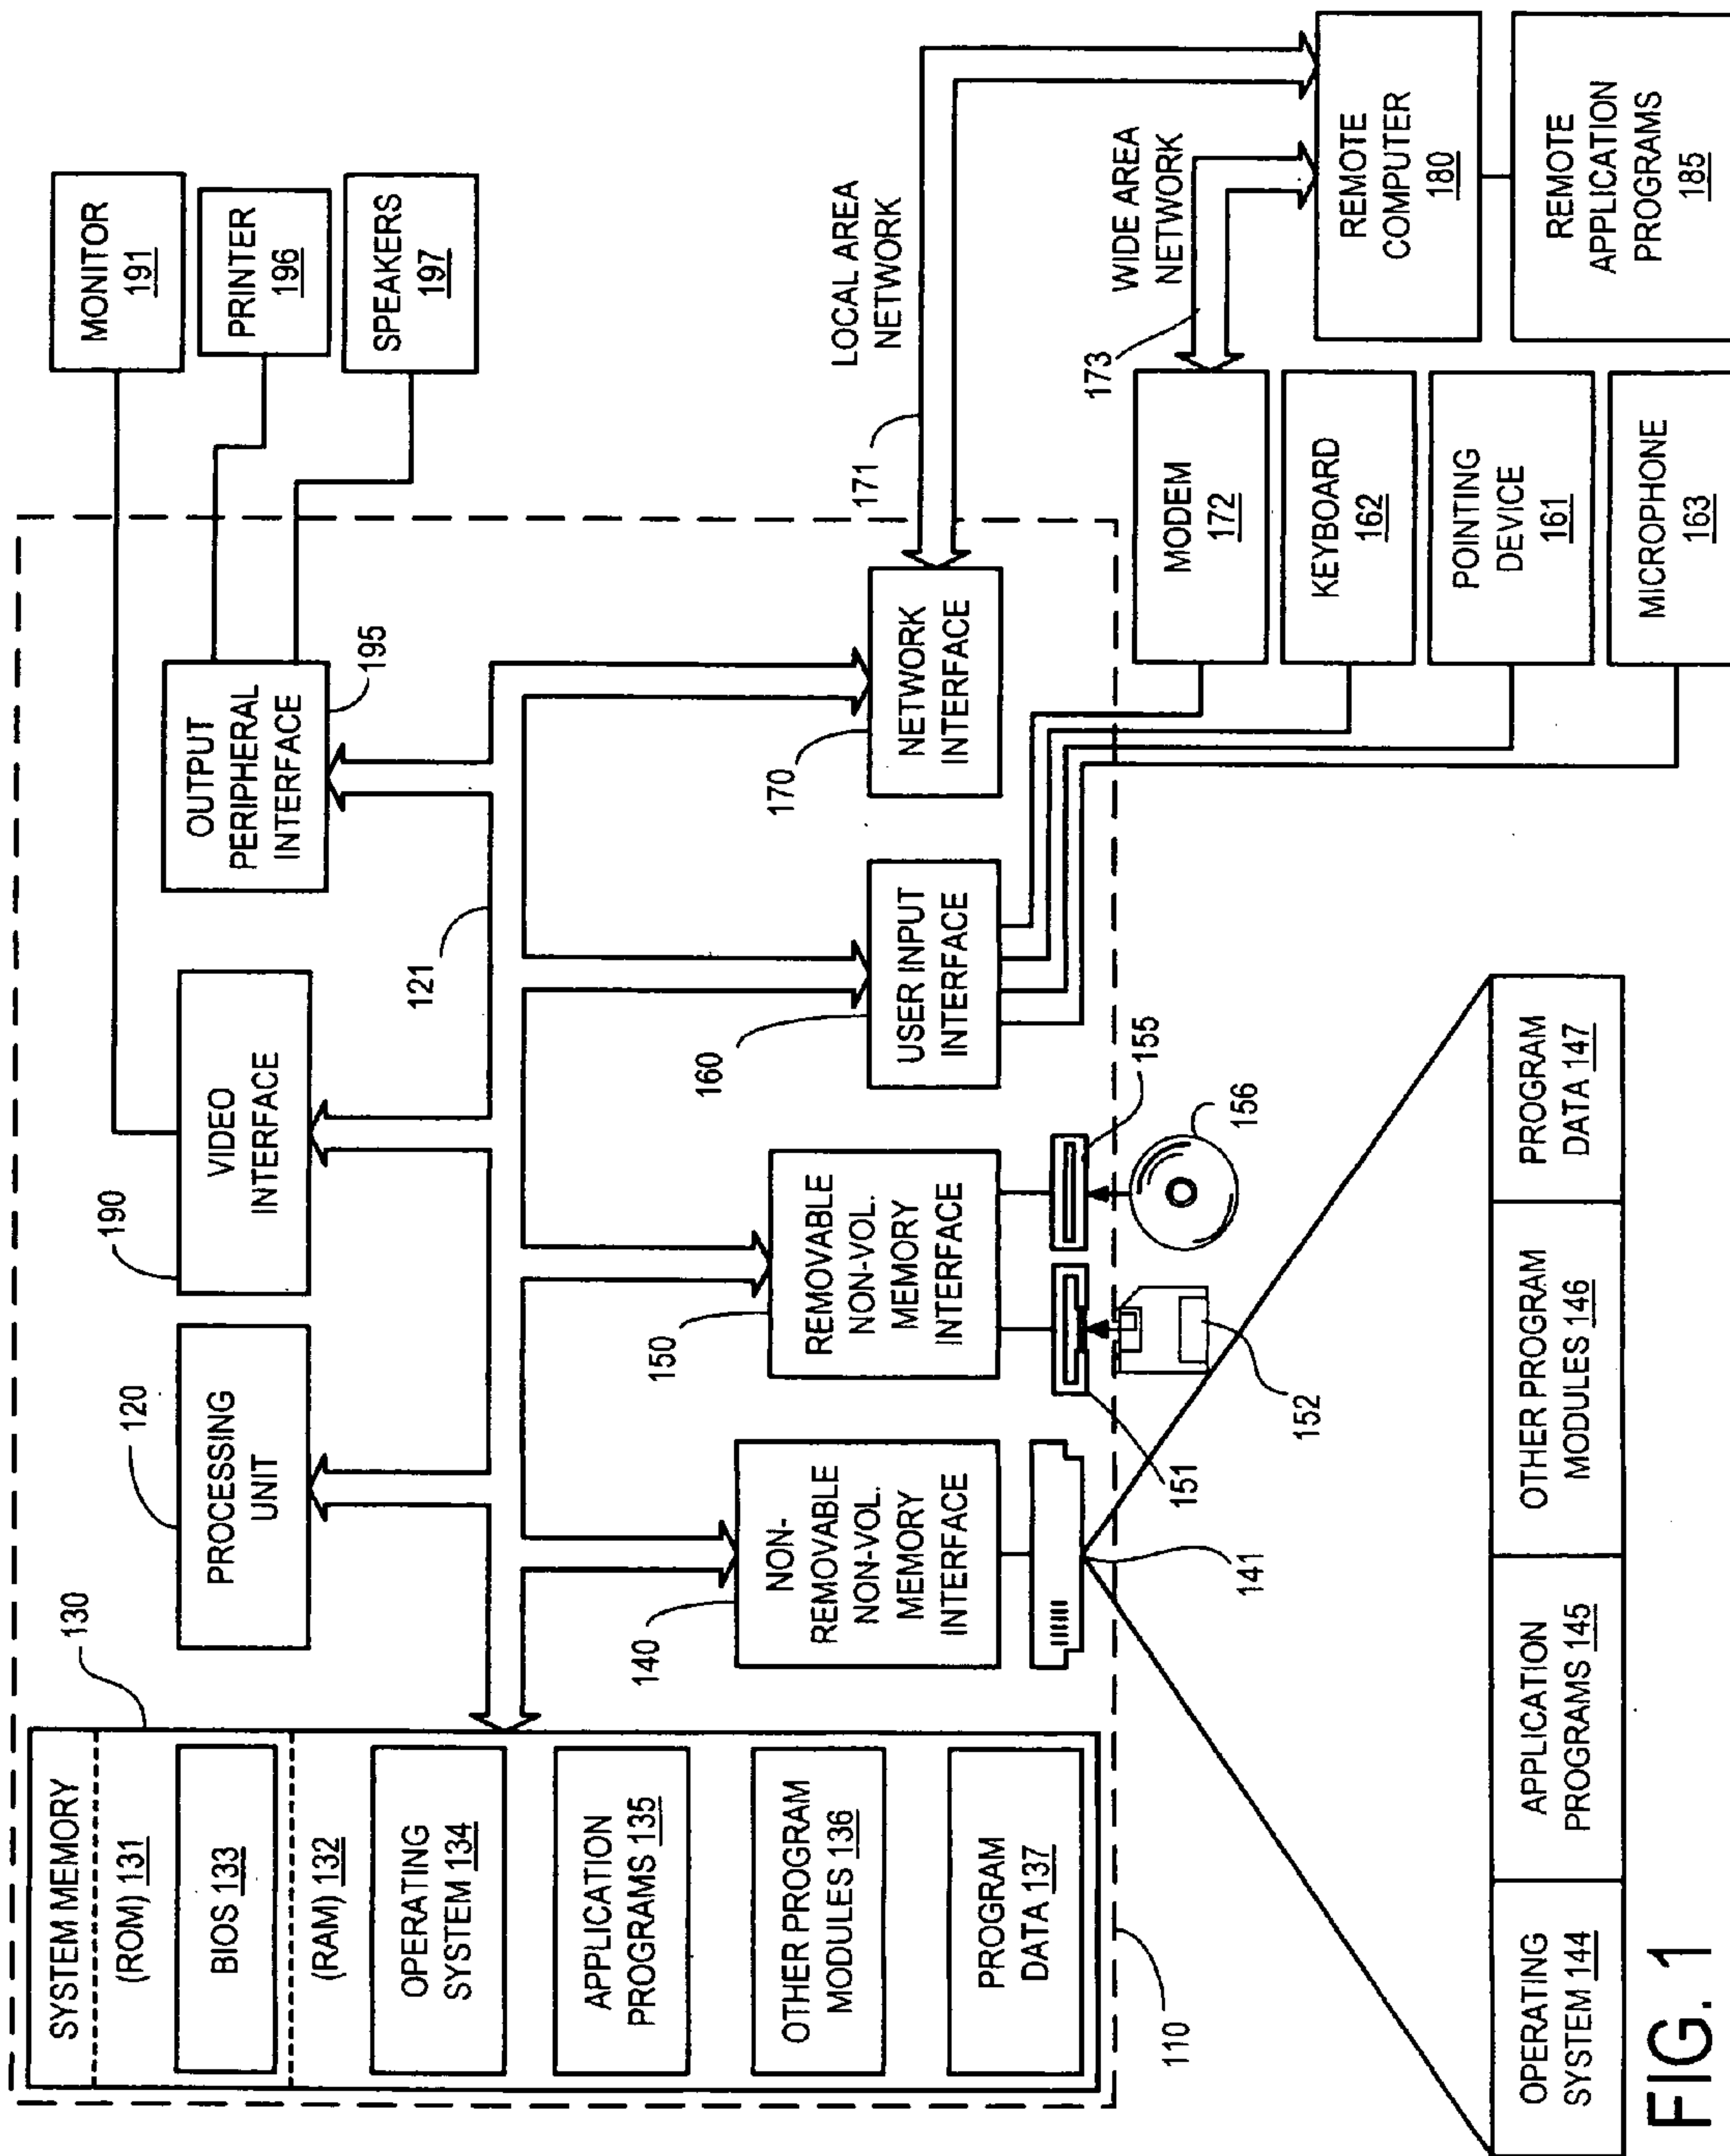 SYSTEM MEMORY
(ROM) 131
BIOS 133
(RAM) 132
OPERATING
SYSTEM 134
APPLICATION
PROGRAMS 135
OTHER PROGRAM
MODULES 136
PROGRAM
DATA 137
130
110
120
PROCESSING
UNIT
190
VIDEO
INTERFACE
121
OUTPUT
PERIPHERAL
INTERFACE
195
MONITOR
191
PRINTER
196
SPEAKERS
197
140
NON-
REMOVABLE
NON-VOL.
MEMORY
INTERFACE
141
150
REMOVABLE
NON-VOL.
MEMORY
INTERFACE
151
152
155
156
160
USER INPUT
INTERFACE
170
NETWORK
INTERFACE
171
LOCAL AREA
NETWORK
173
WIDE AREA
NETWORK
MODEM
172
KEYBOARD
162
POINTING
DEVICE
161
MICROPHONE
163
REMOTE
COMPUTER
180
REMOTE
APPLICATION
PROGRAMS
185
OPERATING
SYSTEM 144
APPLICATION
PROGRAMS 145
OTHER PROGRAM
MODULES 146
PROGRAM
DATA 147
FIG. 1